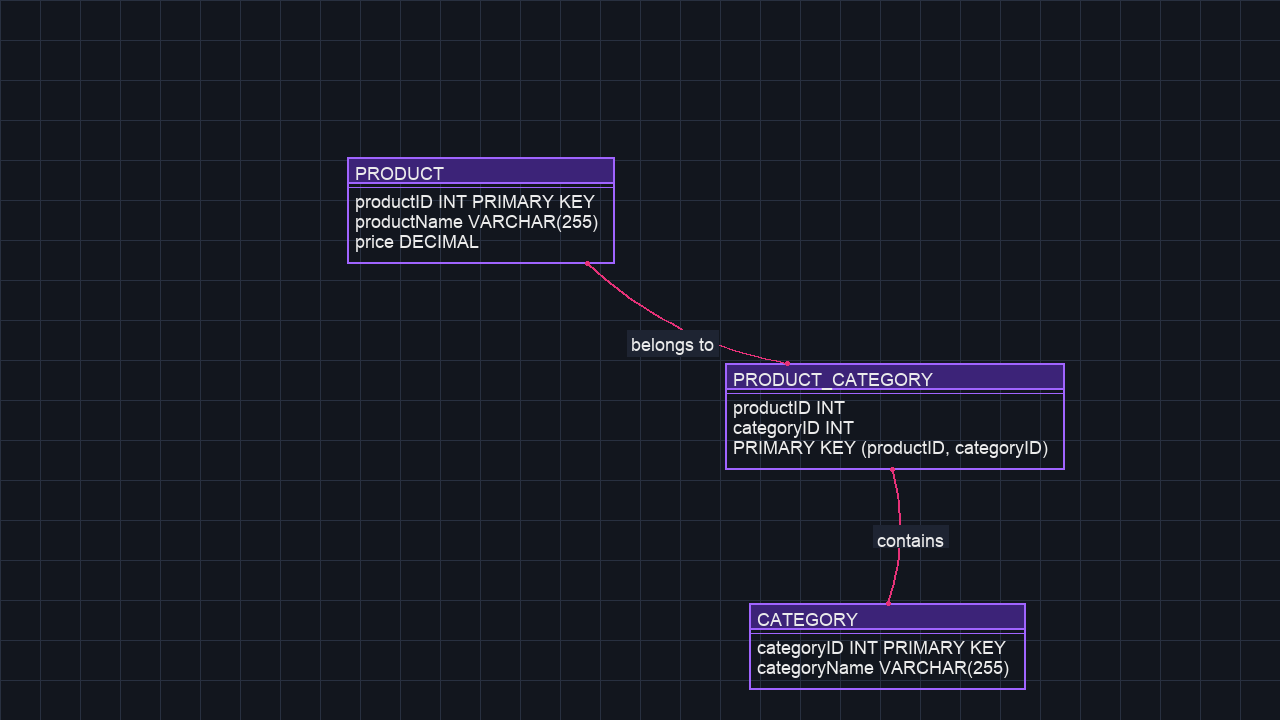 PRODUCT
productID INT PRIMARY KEY
productName VARCHAR(255)
price DECIMAL
belongs to
PRODUCT_CATEGORY
productID INT
categoryID INT
PRIMARY KEY (productID, categoryID)
contains
CATEGORY
categoryID INT PRIMARY KEY
categoryName VARCHAR(255)